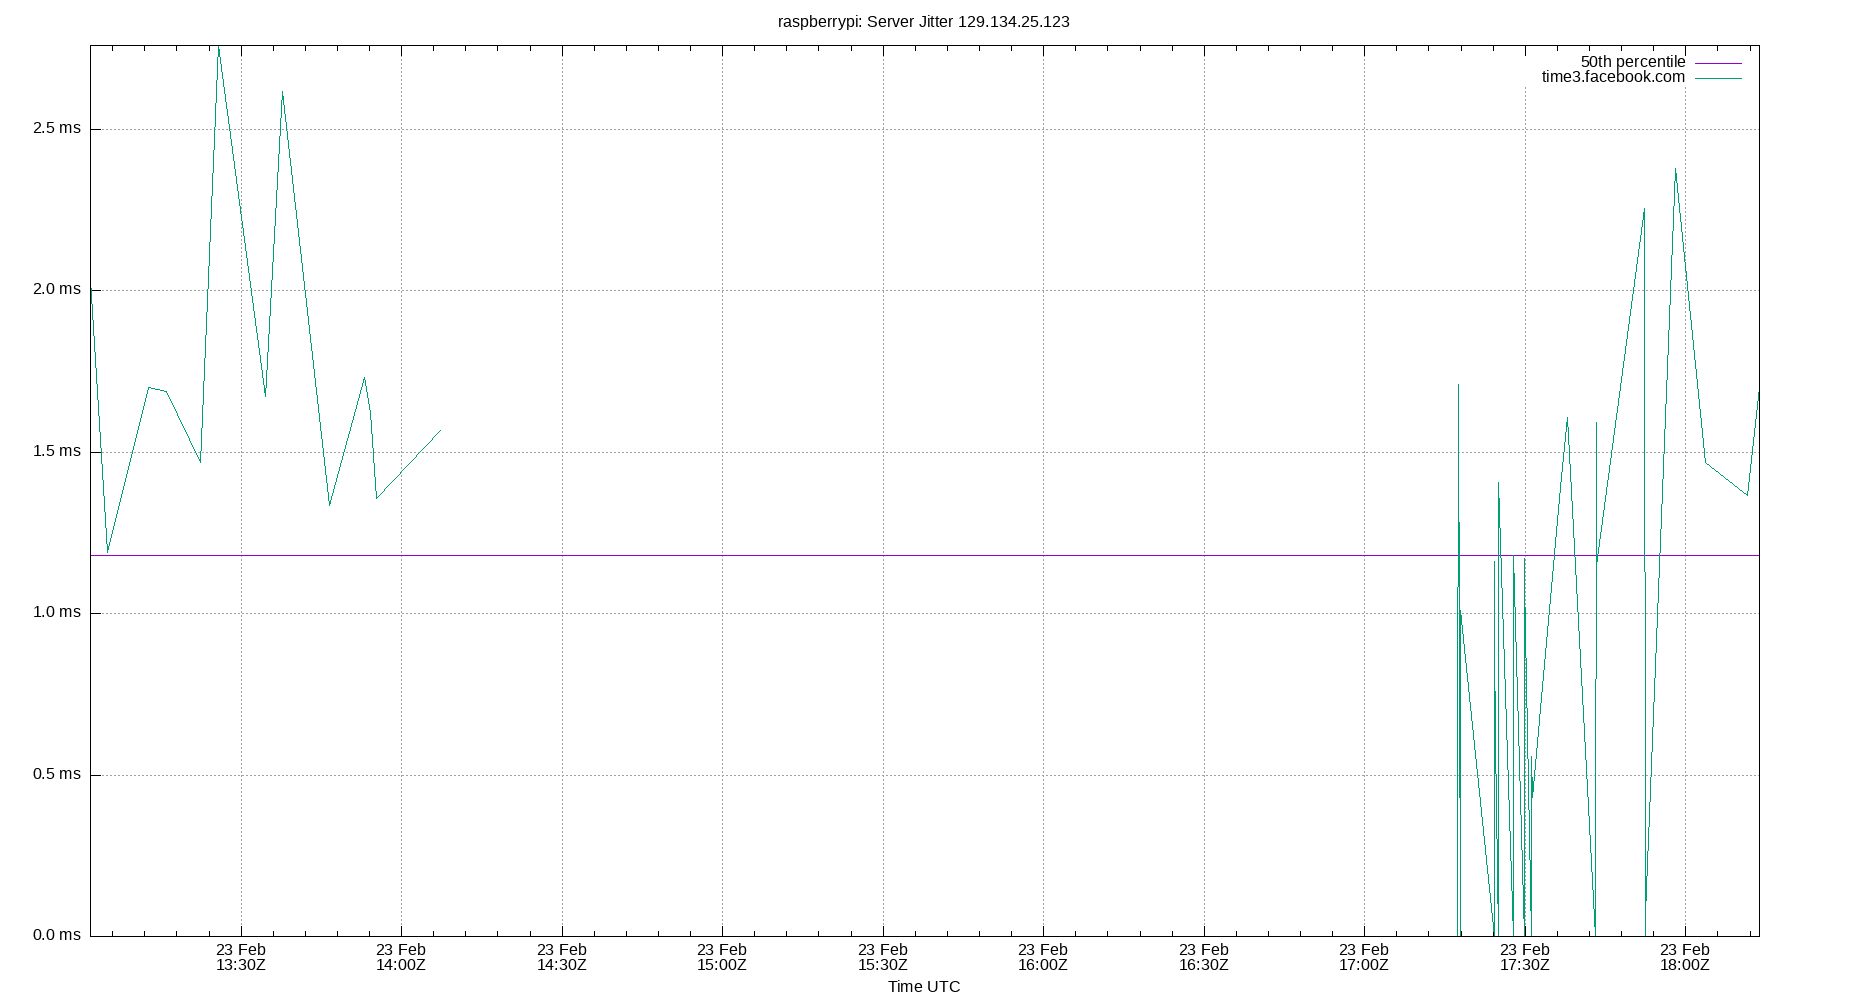 raspberrypi: Server Jitter 129.134.25.123
50th percentile
time3.facebook.com
2.5 ms
2.0 ms
1.5 ms
1.0 ms
0.5 ms
0.0 ms
23 Feb 23 Feb 23 Feb 23 Feb 23 Feb 23 Feb 23 Feb 23 Feb 23 Feb 23 Feb
13:30Z 14:00Z 14:30Z 15:00Z 15:30Z 16:00Z 16:30Z 17:00Z 17:30Z 18:00Z
Time UTC